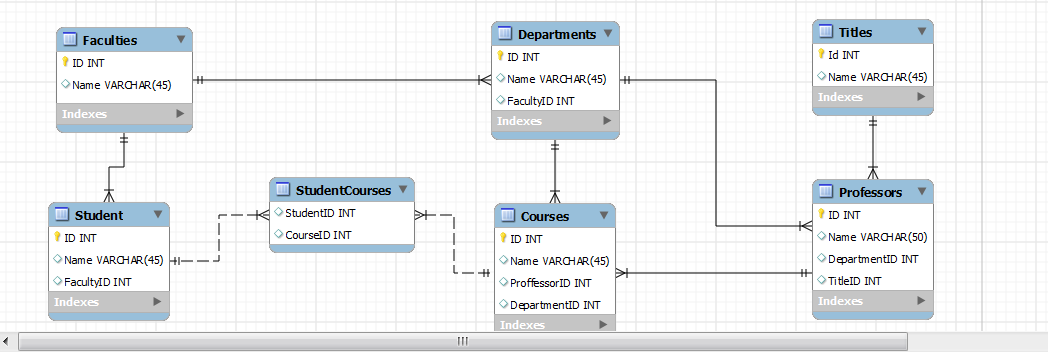 Faculties
ID INT
Name VARCHAR(45)
Indexes
Departments
ID INT
Name VARCHAR(45)
FacultyID INT
Indexes
Titles
Id INT
Name VARCHAR(45)
Indexes
Student
ID INT
Name VARCHAR(45)
FacultyID INT
Indexes
StudentCourses
StudentID INT
CourseID INT
Courses
ID INT
Name VARCHAR(45)
ProffessorID INT
DepartmentID INT
Indexes
Professors
ID INT
Name VARCHAR(50)
DepartmentID INT
TitleID INT
Indexes